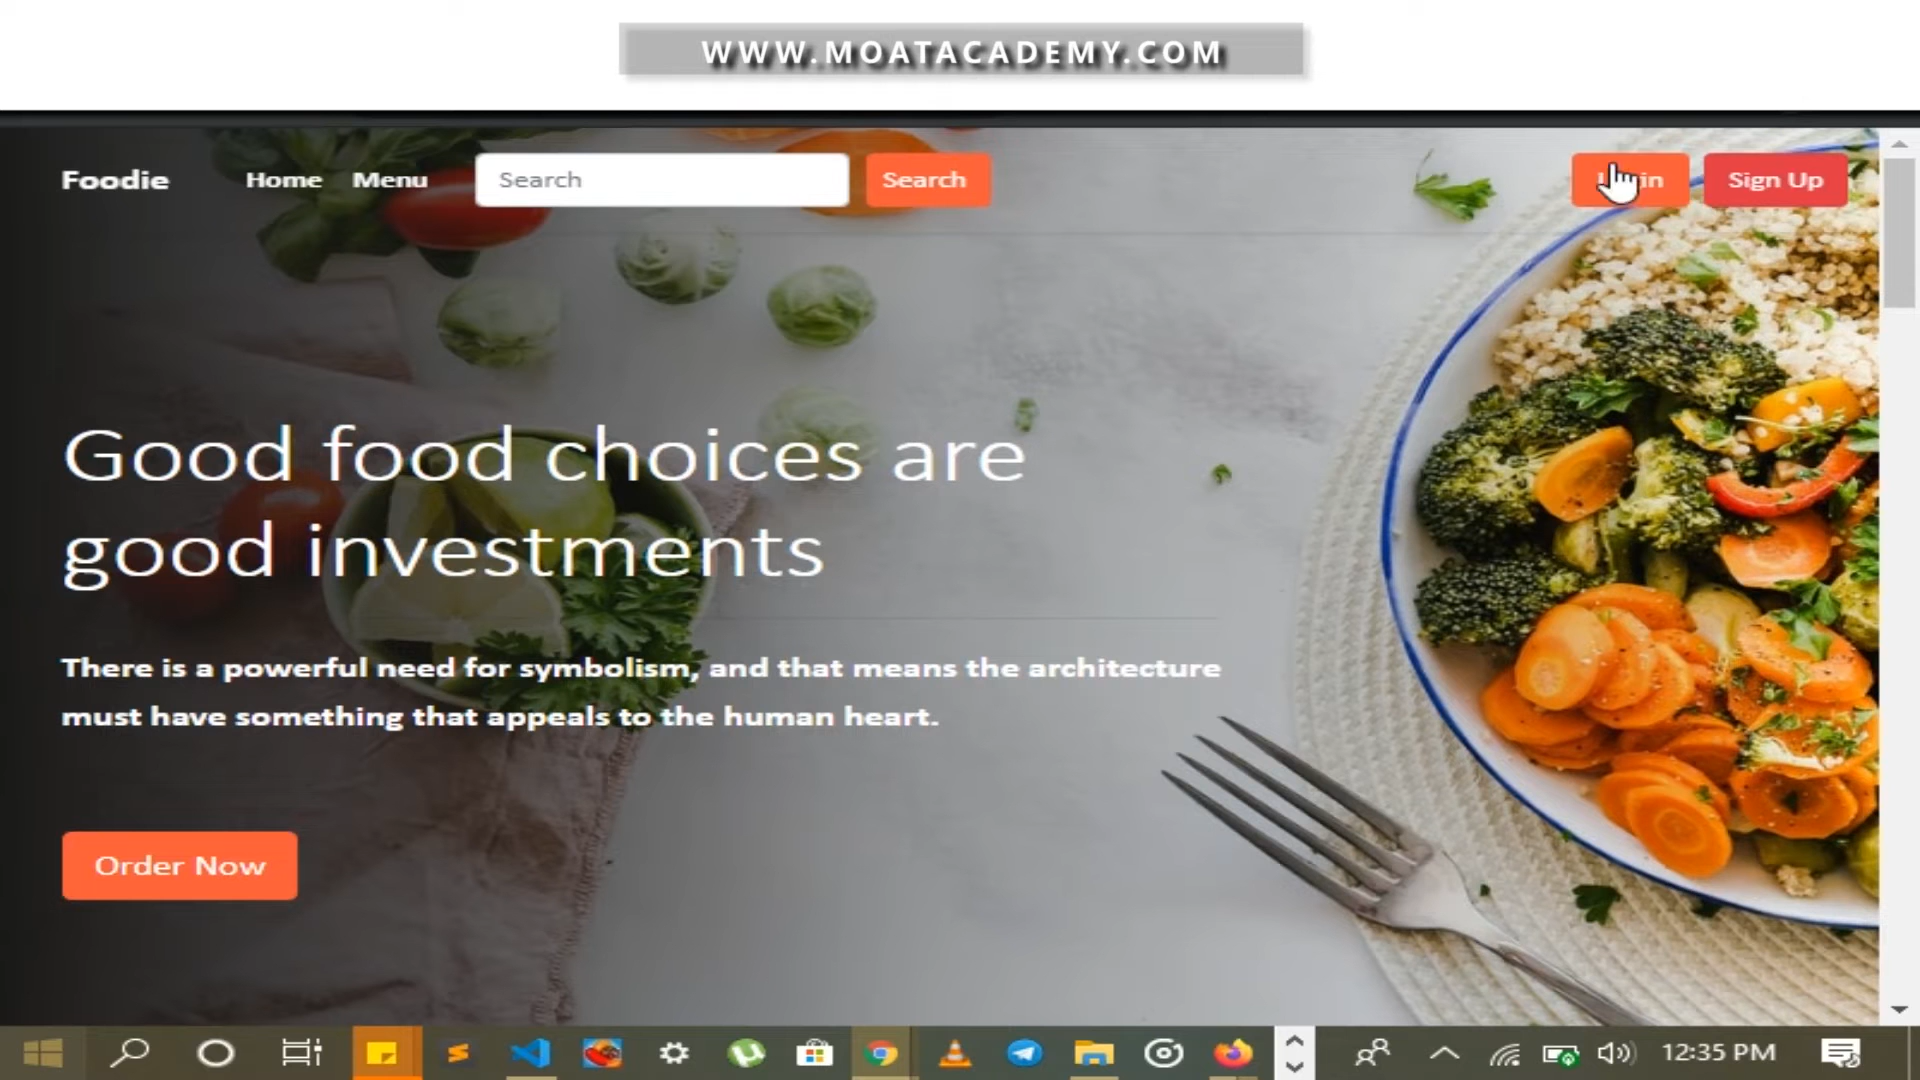 WWW.MOATACADEMY.COM
Foodie Home Menu Search Search Sign Up
Good food choices are
good investments
There is a powerful need for symbolism, and that means the architecture
must have something that appeals to the human heart.
Order Now
12:35 PM